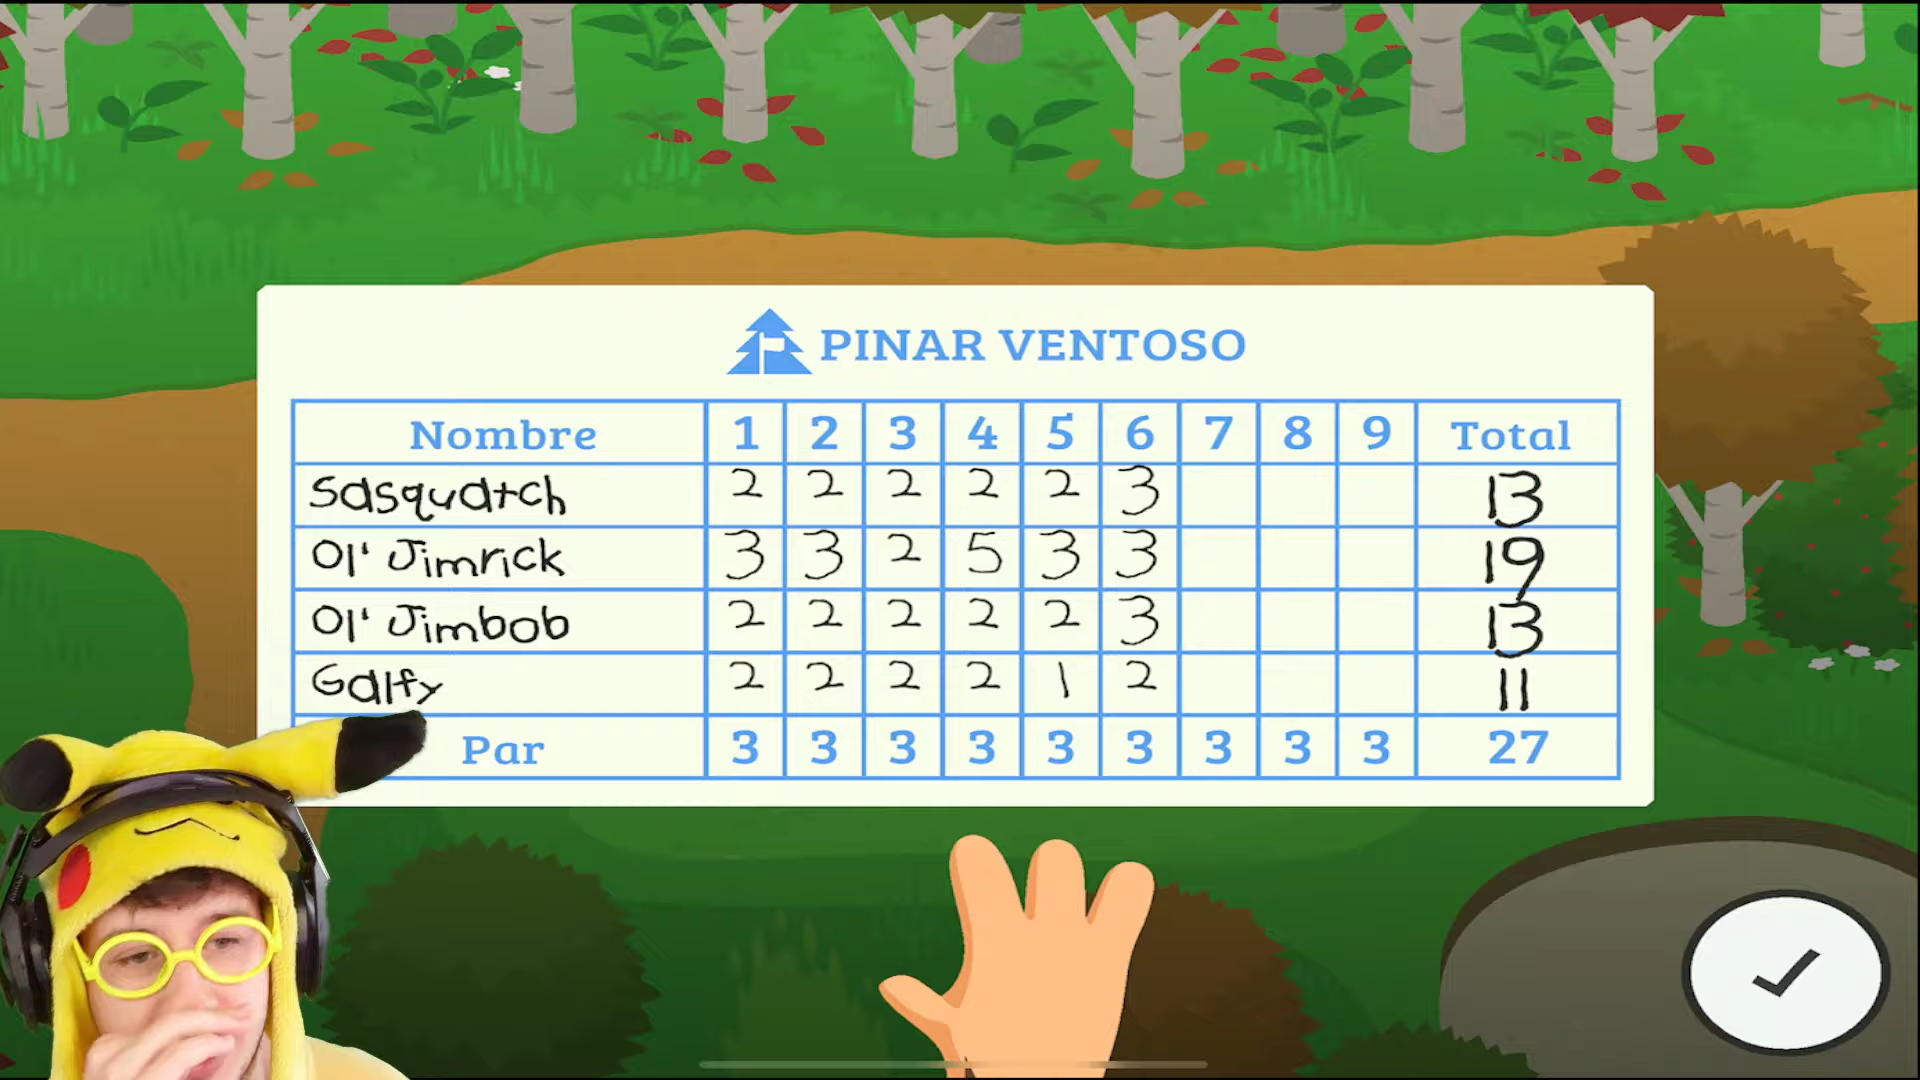 PINAR VENTOSO
Nombre 1 2 3 4 5 6 7 8 9 Total
Sasquatch 2 2 2 2 2 3 13
Ol' Jimrick 3 3 2 5 3 3 19
Ol' Jimbob 2 2 2 2 2 3 13
Galfy 2 2 2 2 1 2 11
Par 3 3 3 3 3 3 3 3 3 27